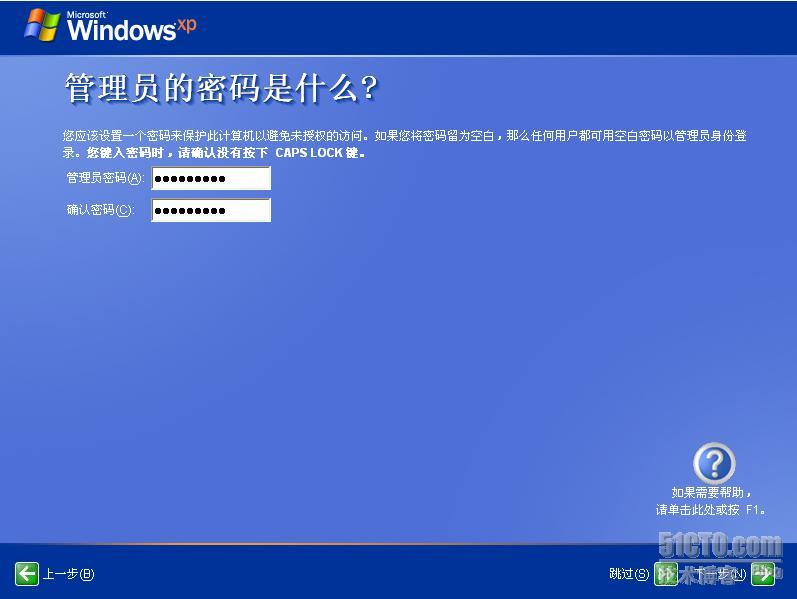 Microsoft
Windows xp
管理员的密码是什么?
您应该设置一个密码来保护此计算机以避免未授权的访问。如果您将密码留为空白,那么任何用户都可用空白密码以管理员身份登
录。您键入密码时,请确认没有按下 CAPS LOCK 键。
管理员密码(A): ●●●●●●●●●
确认密码(C): ●●●●●●●●●
如果需要帮助,
请单击此处或按 F1。
51CTO.com
技术博客 Blog
上一步(B)
跳过(S)
下一步(N)